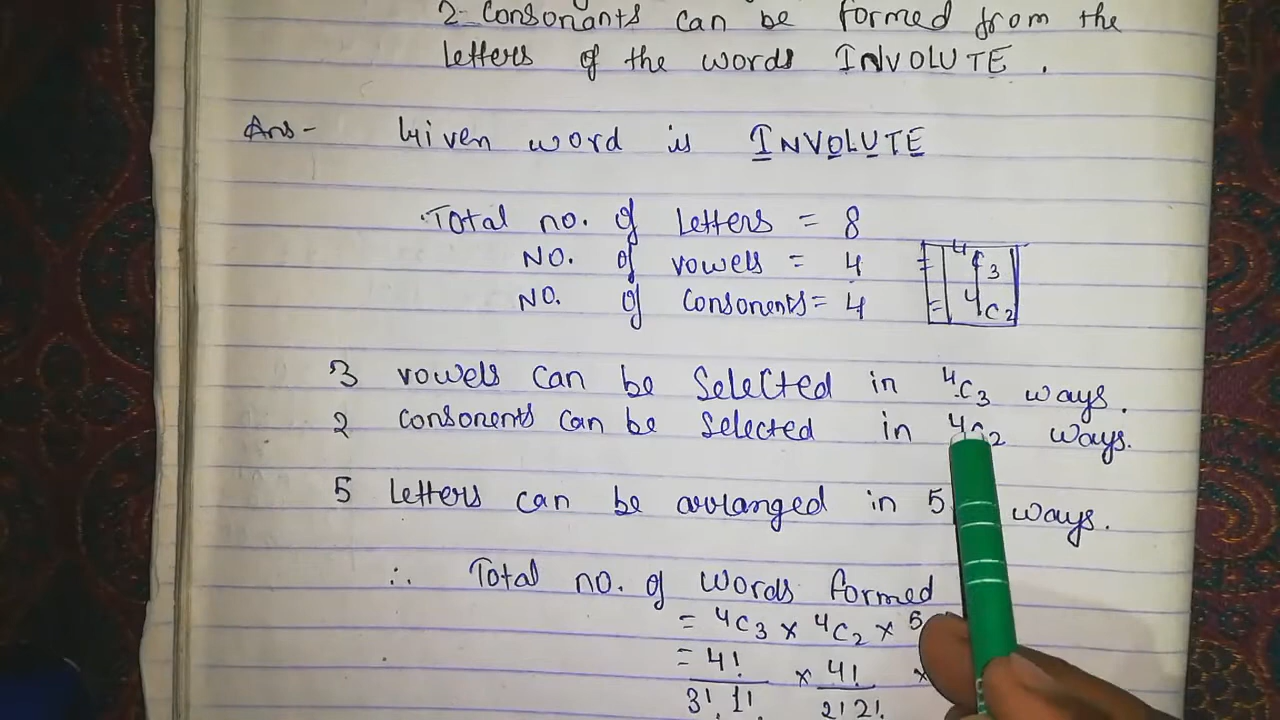 2 Consonants can be formed from the
letters of the words INVOLUTE .
Ans - Given word is INVOLUTE
Total no. of letters = 8
NO. of vowels = 4 = ⁴C₃
NO. of consonents = 4 = ⁴C₂
3 vowels can be Selected in ⁴C₃ ways.
2 consonents can be selected in ⁴C₂ ways.
5 letters can be arranged in 5 ways.
∴ Total no. of words formed
= ⁴C₃ × ⁴C₂ × 5
= 4!/3! 1! × 4!/2! 2! ×